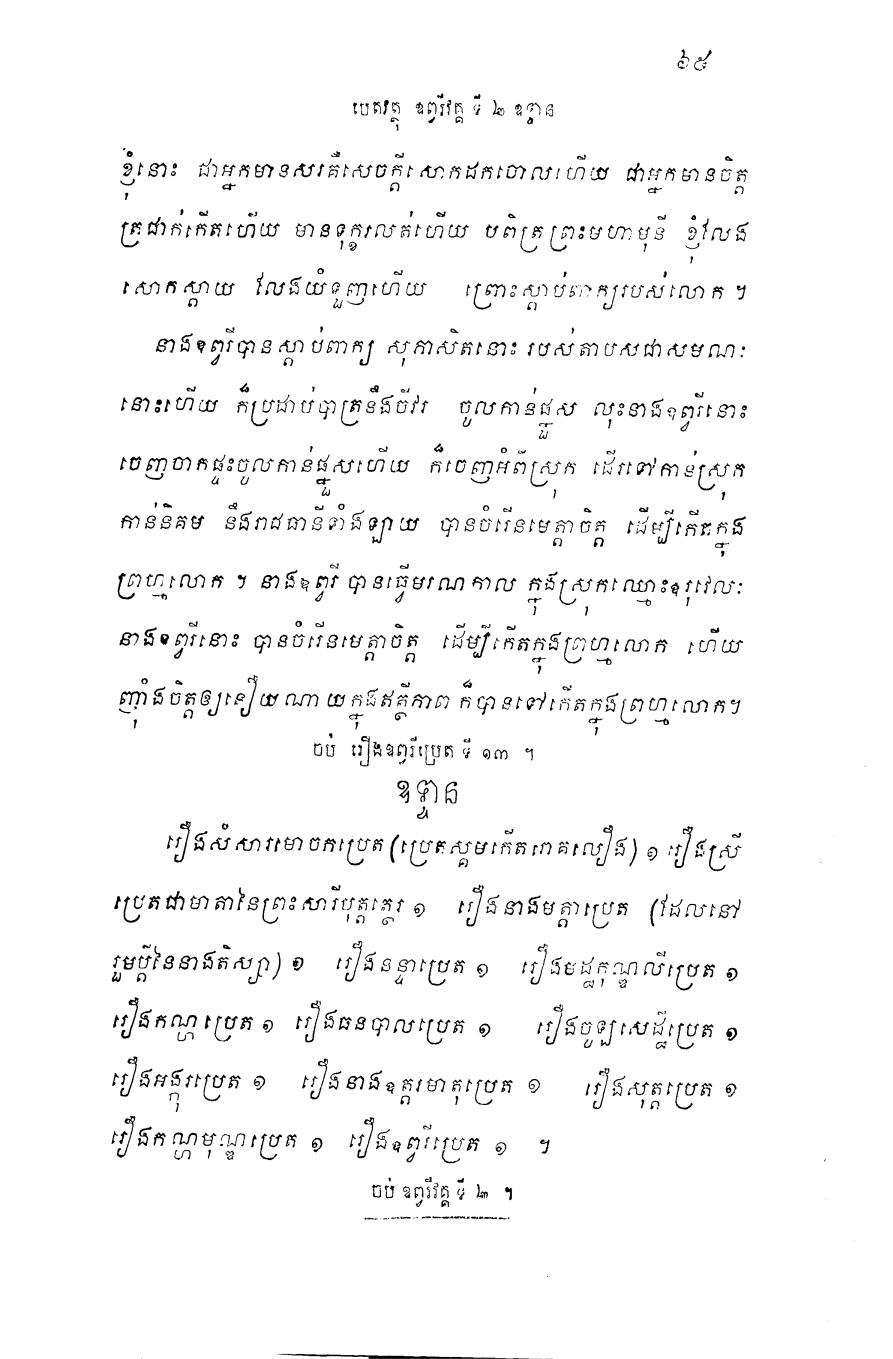 ៦៩
បេតវត្ថុ ឧព្វរីវគ្គ ទី ២ ឧទ្ទាន
ខ្ញុំនោះ ជាអ្នកមានសរគឺសេចក្តីសោកដកចោលហើយ ជាអ្នកមានចិត្ត
ត្រជាក់កើតហើយ មានទុក្ខរលត់ហើយ បពិត្រព្រះមហាមុនី ខ្ញុំលែង
សោកស្តាយ លែងយំទួញហើយ ព្រោះស្តាប់ពាក្យរបស់លោក ។
នាងឧព្វរីបានស្តាប់ពាក្យ សុភាសិតនោះ របស់តាបសជាសមណៈ
នោះហើយ ក៏ប្រដាប់បាត្រនឹងចីវរ ចូលកាន់ផ្នួស លុះនាងឧព្វរីនោះ
ចេញចាកផ្ទះចូលកាន់ផ្នួសហើយ ក៏ចេញអំពីស្រុក ដើរទៅកាន់ស្រុក
កាន់និគម នឹងរាជធានីទាំងឡាយ បានចំរើនមេត្តាចិត្ត ដើម្បីកើតក្នុង
ព្រហ្មលោក ។ នាងឧព្វរី បានធ្វើមរណកាល ក្នុងស្រុកឈ្មោះឧរុវេលៈ
នាងឧព្វរីនោះ បានចំរើនមេត្តាចិត្ត ដើម្បីកើតក្នុងព្រហ្មលោក ហើយ
ញុំាងចិត្តឲ្យនឿយណាយក្នុងឥត្ថីភាព ក៏បានទៅកើតក្នុងព្រហ្មលោក។
ចប់ រឿងឧព្វរីប្រេត ទី ១៣ ។
ឧទ្ទាន
រឿងសំសារមោចកប្រេត(ប្រេតស្គមកើតរោគលឿង) ១ រឿងស្រី
ប្រេតជាមាតានៃព្រះសារីបុត្តត្ថេរ ១ រឿងនាងមត្តាប្រេត (ដែលនៅ
រួមប្តីនៃនាងតិស្សា) ១ រឿងនន្ទាប្រេត ១ រឿងមដ្ឋកុណ្ឌលីប្រេត ១
រឿងកណ្ហប្រេត ១ រឿងធនបាលប្រេត ១ រឿងចូឡសេដ្ឋីប្រេត ១
រឿងអង្កុរប្រេត ១ រឿងនាងឧត្តរមាតុប្រេត ១ រឿងសុត្តប្រេត ១
រឿងកណ្ណមុណ្ឌប្រេត ១ រឿងឧព្វរីប្រេត ១ ។
ចប់ ឧព្វរីវគ្គ ទី ២ ។